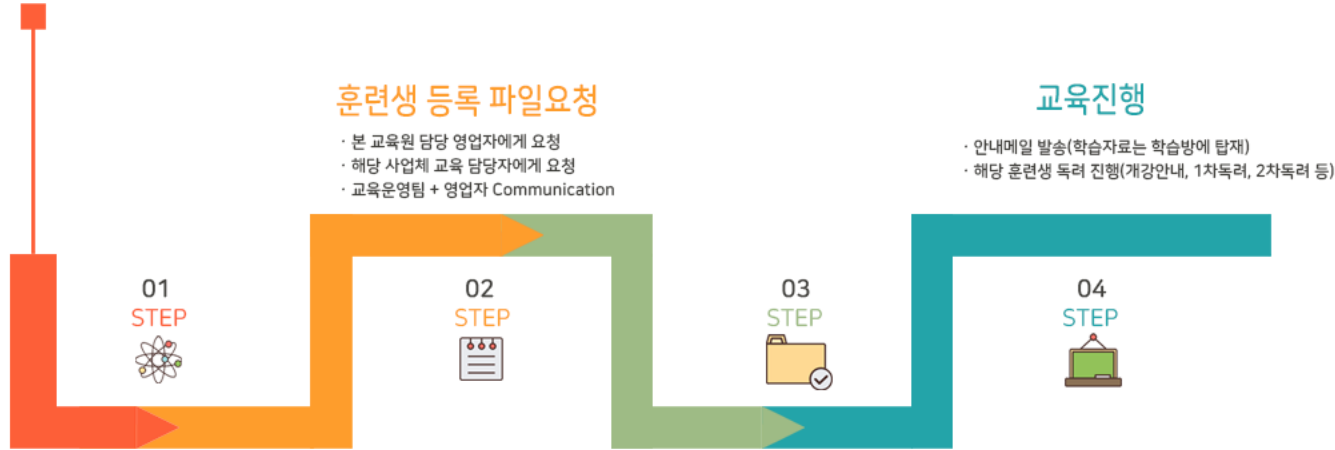 훈련생 등록 파일요청
· 본 교육원 담당 영업자에게 요청
· 해당 사업체 교육 담당자에게 요청
· 교육운영팀 + 영업자 Communication
교육진행
· 안내메일 발송(학습자료는 학습방에 탑재)
· 해당 훈련생 독려 진행(개강안내, 1차독려, 2차독려 등)
01
STEP
02
STEP
03
STEP
04
STEP